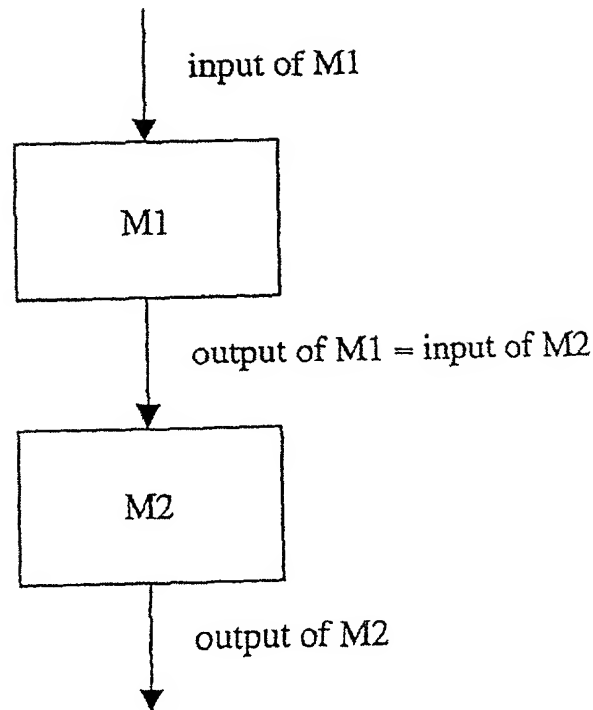 input of M1
M1
output of M1 = input of M2
M2
output of M2